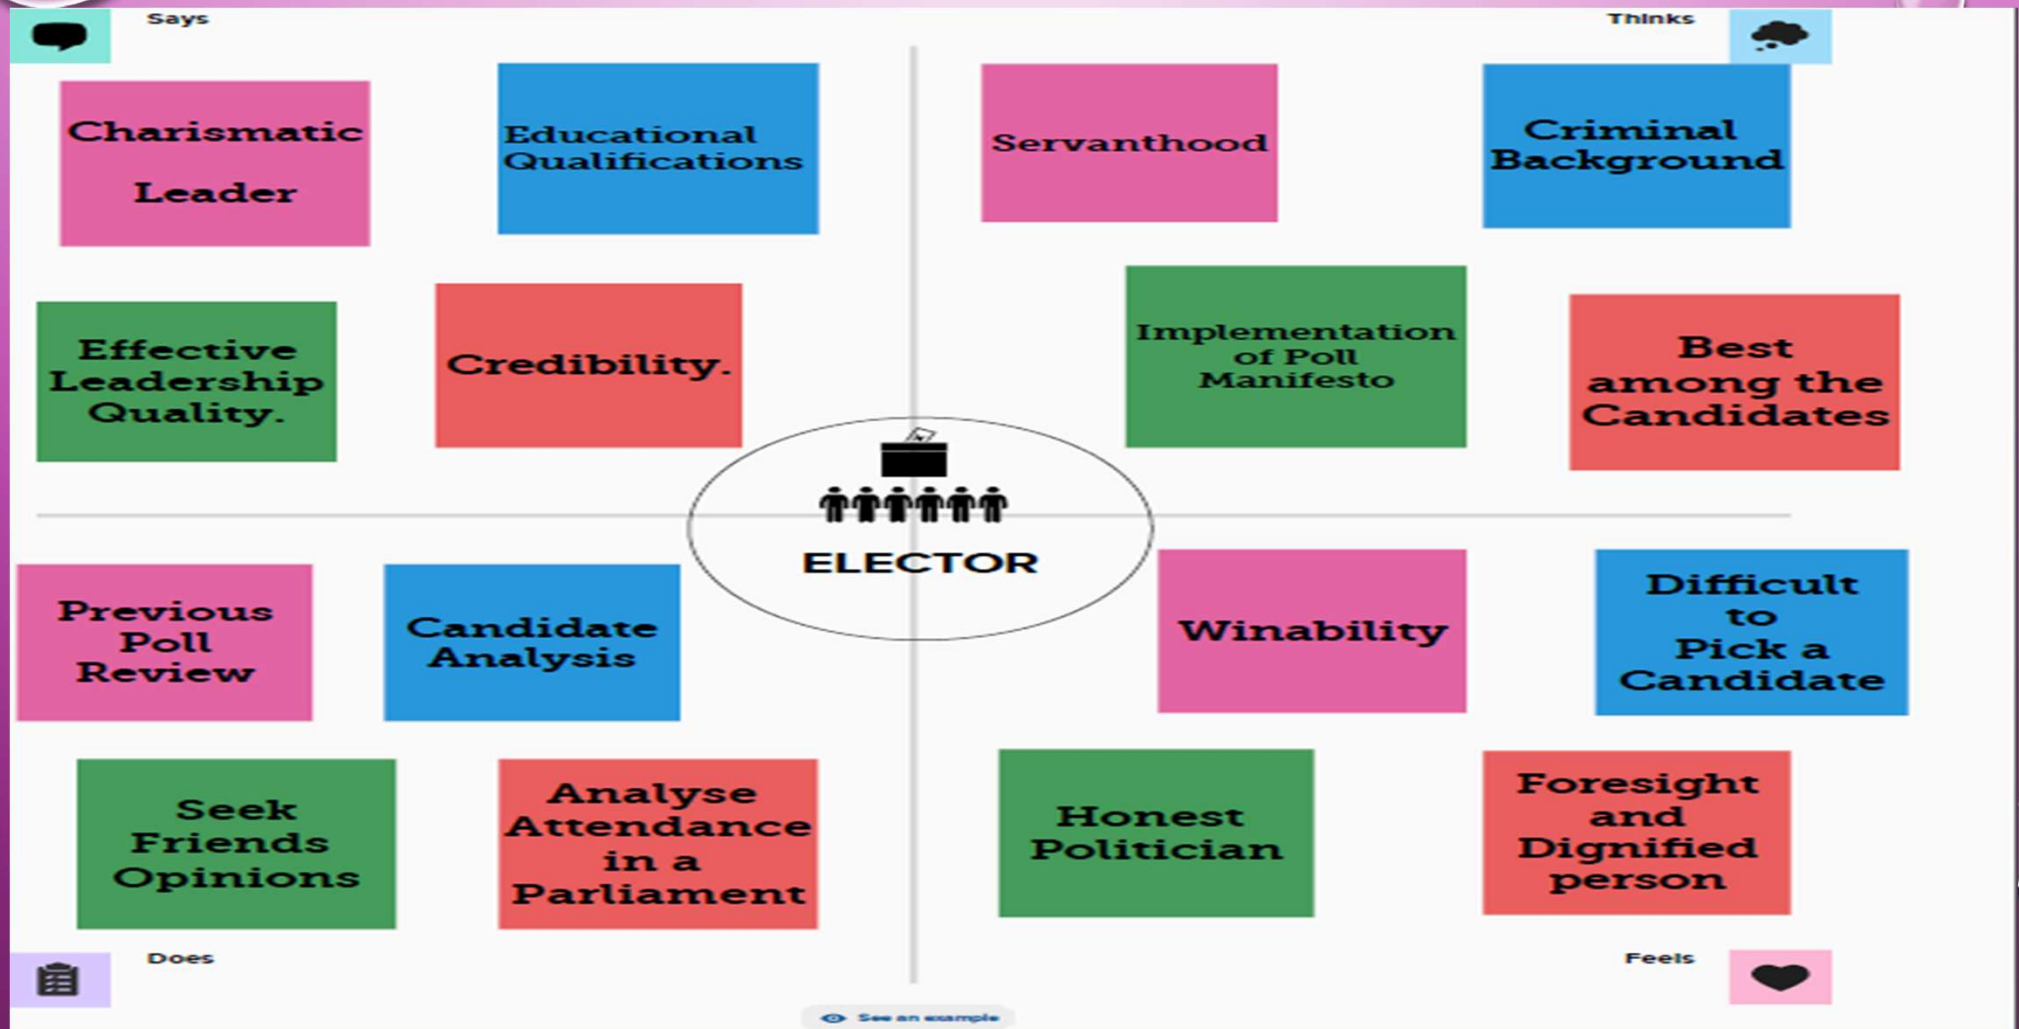 Says
Thinks
Charismatic
Leader
Educational
Qualifications
Servanthood
Criminal
Background
Effective
Leadership
Quality.
Credibility.
Implementation
of Poll
Manifesto
Best
among the
Candidates
ELECTOR
Previous
Poll
Review
Candidate
Analysis
Winability
Difficult
to
Pick a
Candidate
Seek
Friends
Opinions
Analyse
Attendance
in a
Parliament
Honest
Politician
Foresight
and
Dignified
person
Does
Feels
See an example